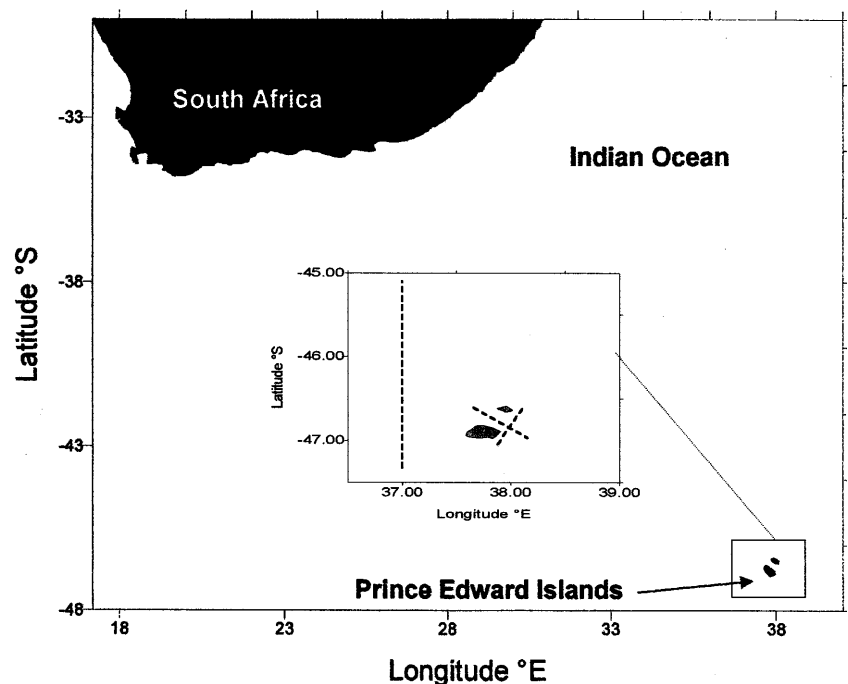 South Africa
-33
Indian Ocean
Latitude °S
-38
-45.00
Latitude °S
-46.00
-47.00
37.00
38.00
39.00
Longitude °E
-43
Prince Edward Islands
-48
18
23
28
33
38
Longitude °E